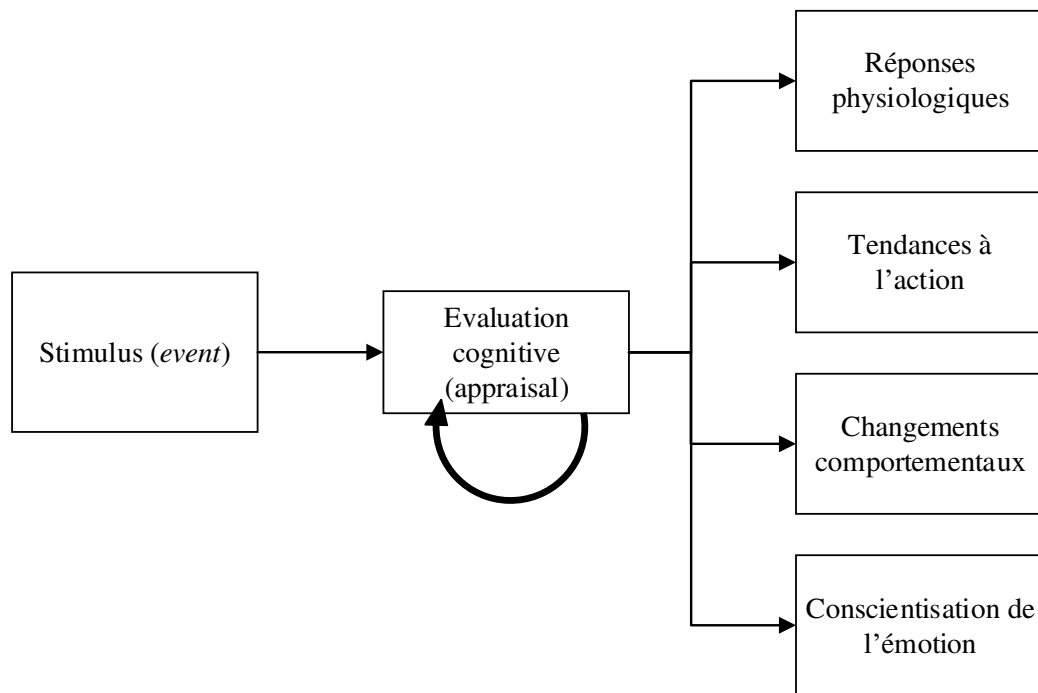 Stimulus (event)
Evaluation
cognitive
(appraisal)
Réponses
physiologiques
Tendances à
l’action
Changements
comportementaux
Conscientisation de
l’émotion